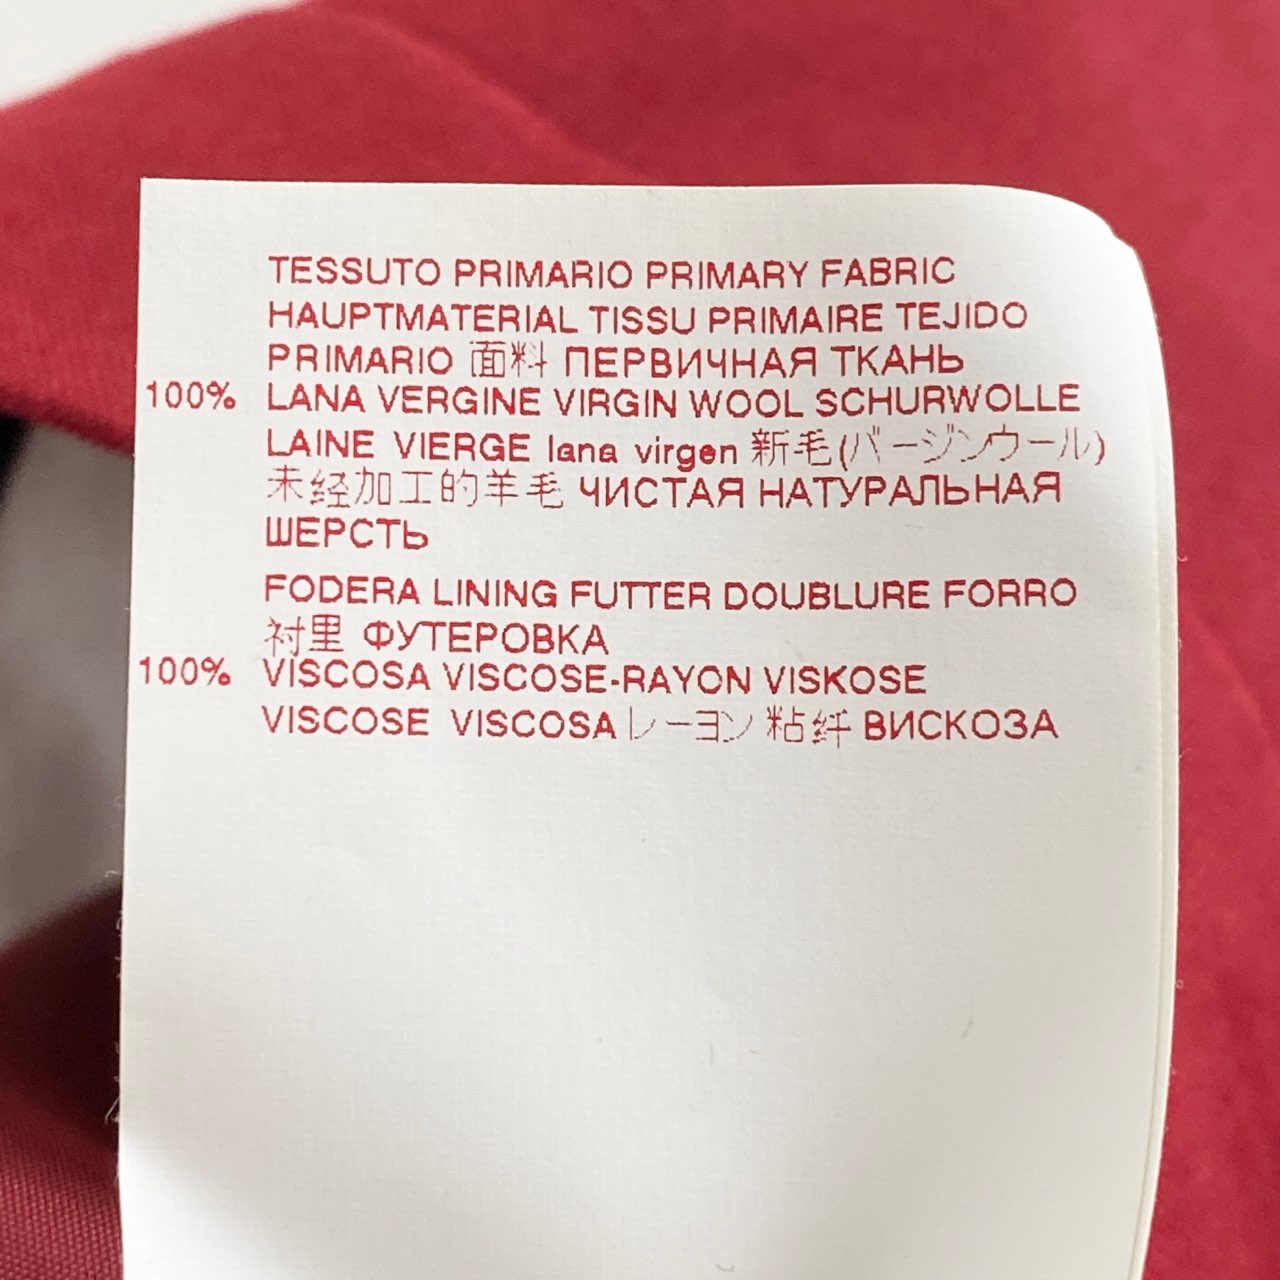 TESSUTO PRIMARIO PRIMARY FABRIC
HAUPTMATERIAL TISSU PRIMAIRE TEJIDO
PRIMARIO 面料 ПЕРВИЧНАЯ ТКАНЬ
100% LANA VERGINE VIRGIN WOOL SCHURWOLLE
LAINE VIERGE lana virgen 新毛(バージンウール)
未经加工的羊毛 ЧИСТАЯ НАТУРАЛЬНАЯ
ШЕРСТЬ
FODERA LINING FUTTER DOUBLURE FORRO
衬里 ФУТЕРОВКА
100% VISCOSA VISCOSE-RAYON VISKOSE
VISCOSE VISCOSA レーヨン 粘纤 ВИСКОЗА